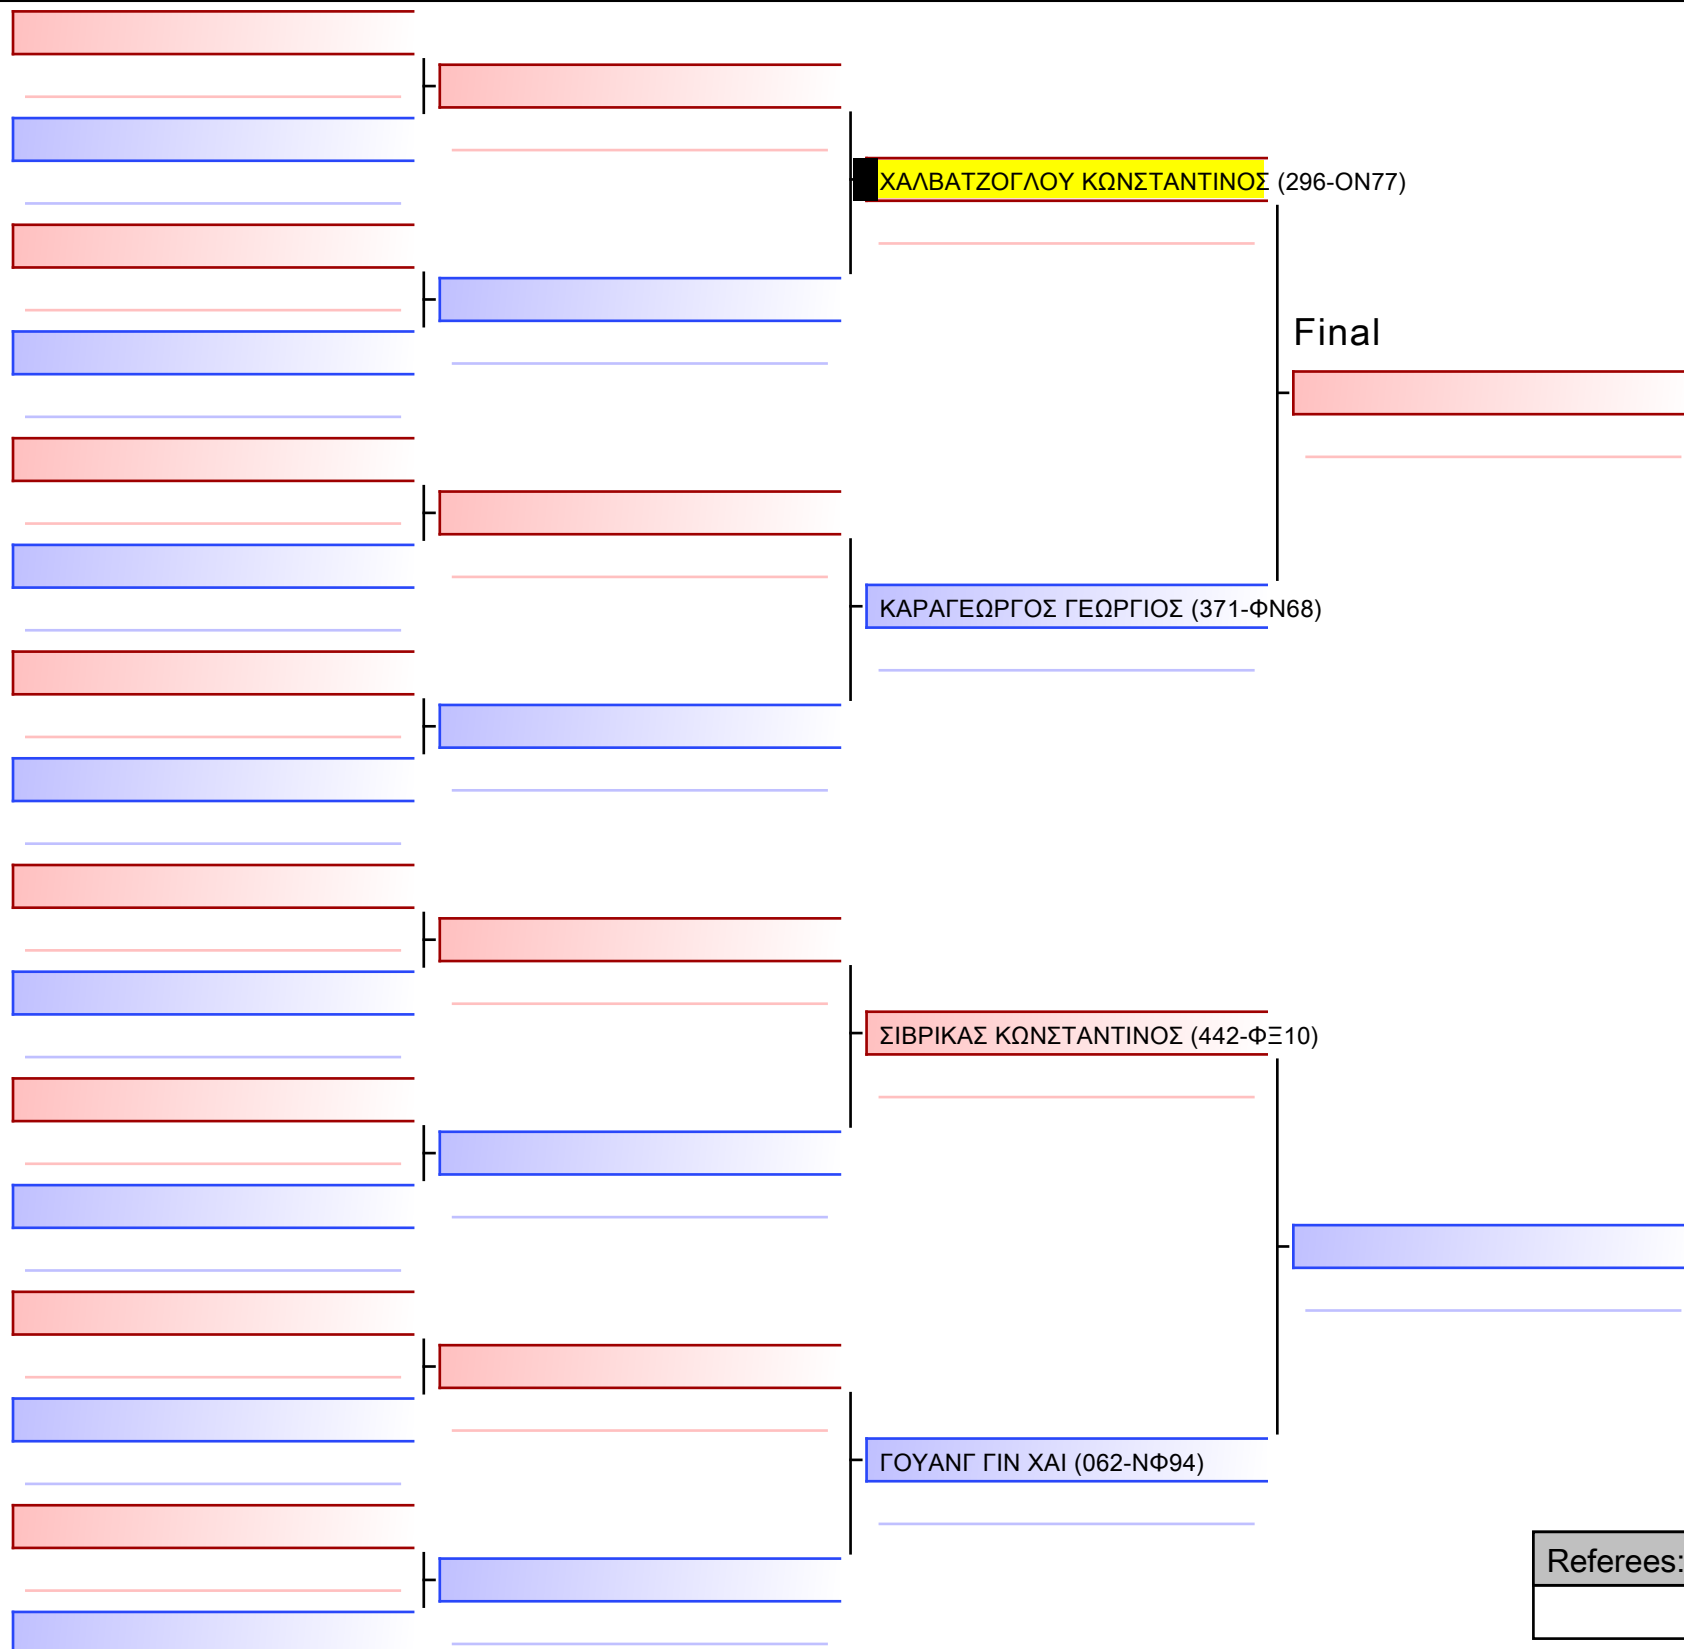 ΧΑΛΒΑΤΖΟΓΛΟΥ ΚΩΝΣΤΑΝΤΙΝΟΣ (296-ΟΝ77)
Final
ΚΑΡΑΓΕΩΡΓΟΣ ΓΕΩΡΓΙΟΣ (371-ΦΝ68)
ΣΙΒΡΙΚΑΣ ΚΩΝΣΤΑΝΤΙΝΟΣ (442-ΦΞ10)
ΓΟΥΑΝΓ ΓΙΝ ΧΑΙ (062-ΝΦ94)
Referees: